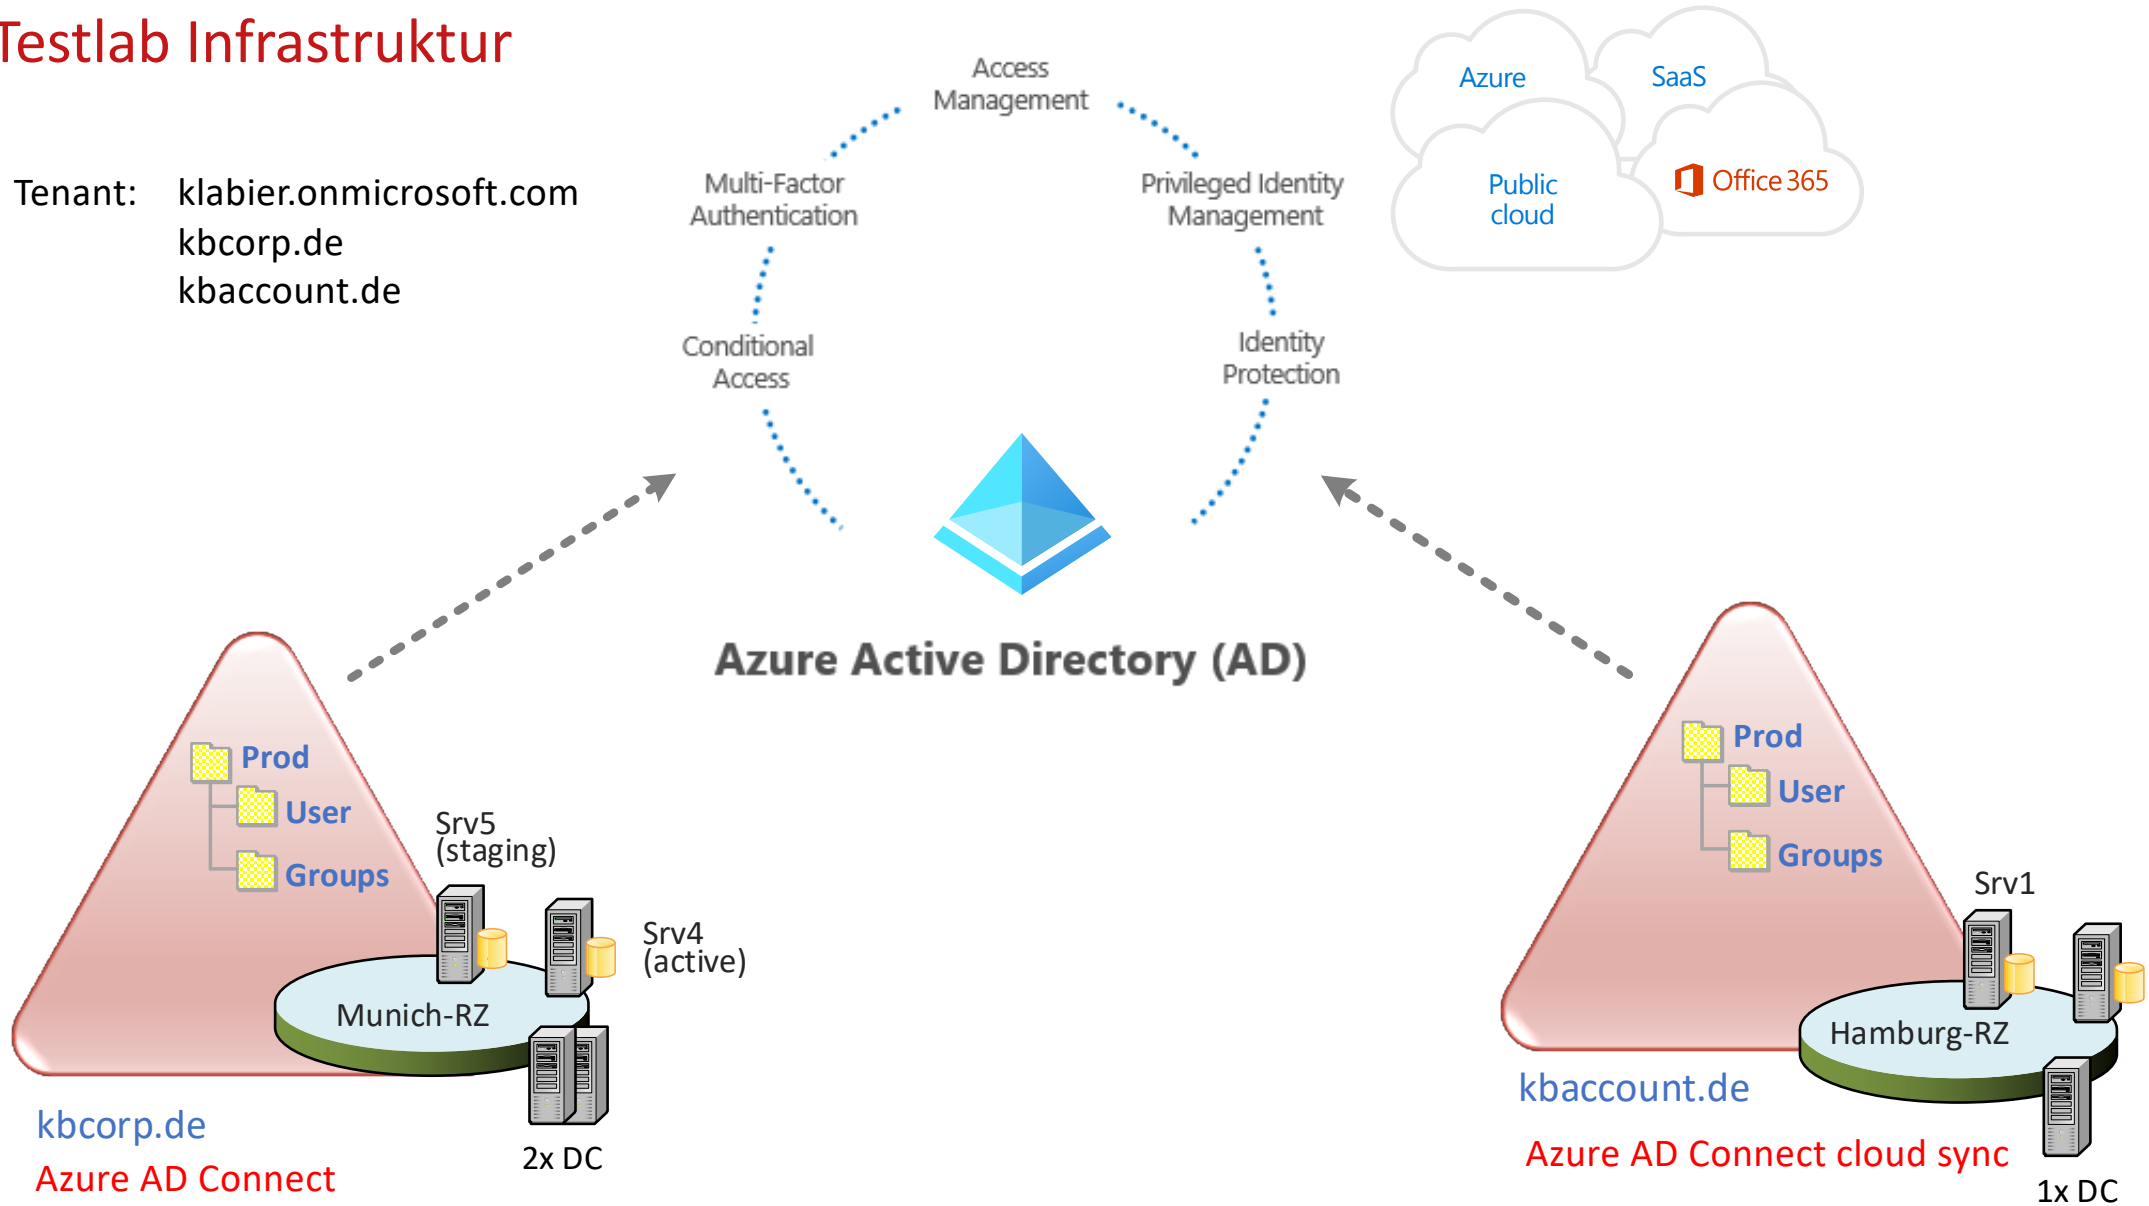 Testlab Infrastruktur
Tenant: klabier.onmicrosoft.com
kbcorp.de
kbaccount.de
Access
Management
Multi-Factor
Authentication
Privileged Identity
Management
Conditional
Access
Identity
Protection
Azure
SaaS
Public
cloud
Office 365
Azure Active Directory (AD)
Prod
User
Groups
Srv5
(staging)
Srv4
(active)
Munich-RZ
2x DC
kbcorp.de
Azure AD Connect
Prod
User
Groups
Srv1
Hamburg-RZ
kbaccount.de
Azure AD Connect cloud sync
1x DC